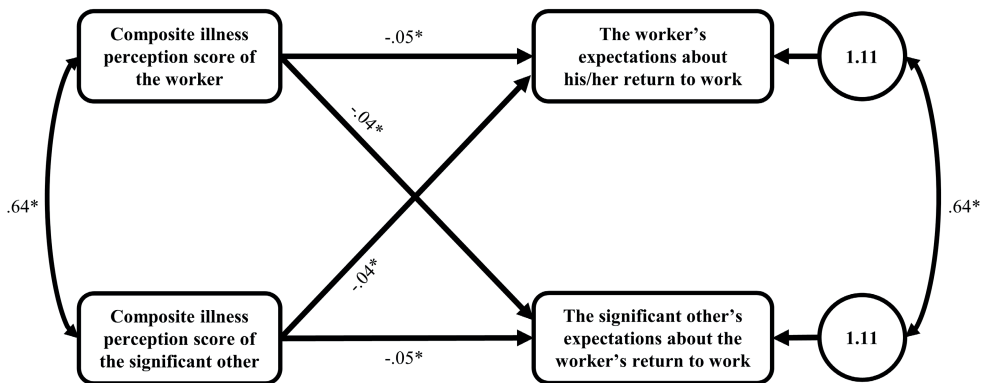 Composite illness
perception score of
the worker
-.05*
The worker's
expectations about
his/her return to work
1.11
-.04*
.64*
.64*
-.04*
Composite illness
perception score of
the significant other
-.05*
The significant other's
expectations about the
worker's return to work
1.11